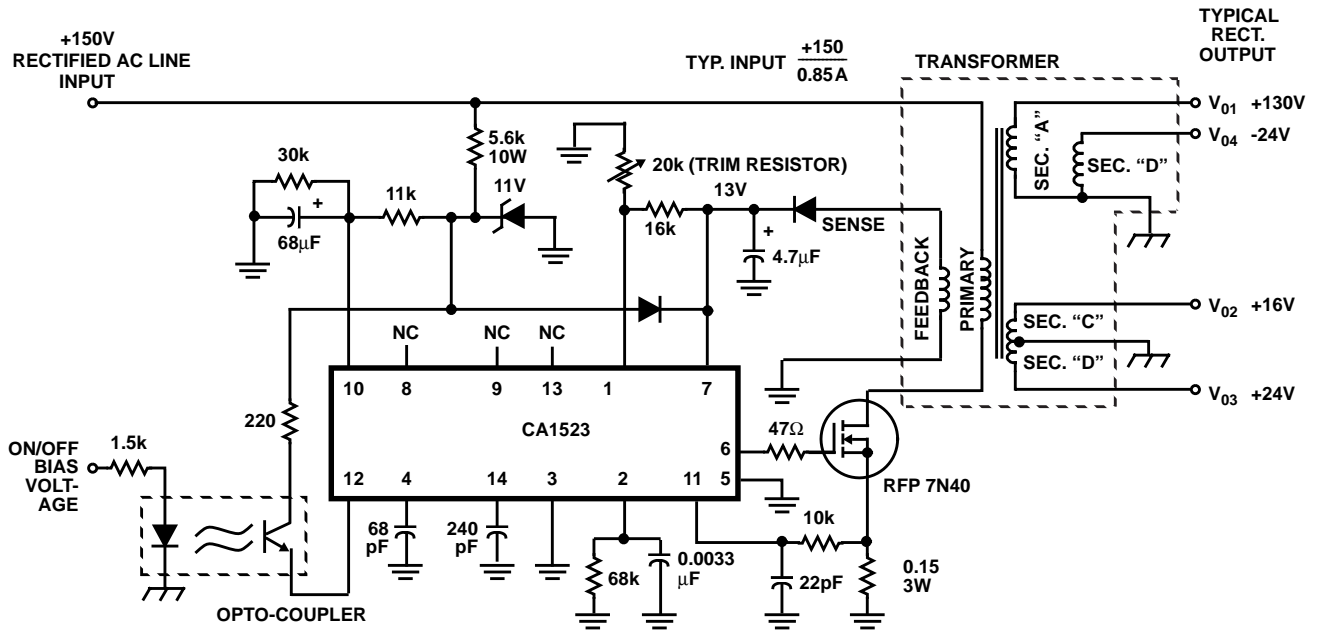 +150V
RECTIFIED AC LINE
INPUT
TYP. INPUT +150
0.85A
TRANSFORMER
TYPICAL
RECT.
OUTPUT
V01 +130V
V04 -24V
SEC. "A"
SEC. "D"
5.6k
10W
20k (TRIM RESISTOR)
30k
11k
11V
13V
+
68μF
16k
SENSE
+
4.7μF
FEEDBACK
PRIMARY
V02 +16V
SEC. "C"
SEC. "D"
V03 +24V
NC
NC
NC
10
8
9
13
1
7
CA1523
220
47Ω
6
RFP 7N40
ON/OFF
BIAS
VOLT-
AGE
1.5k
12
4
14
3
2
11
5
68
pF
240
pF
68k
0.0033
μF
10k
22pF
0.15
3W
OPTO-COUPLER